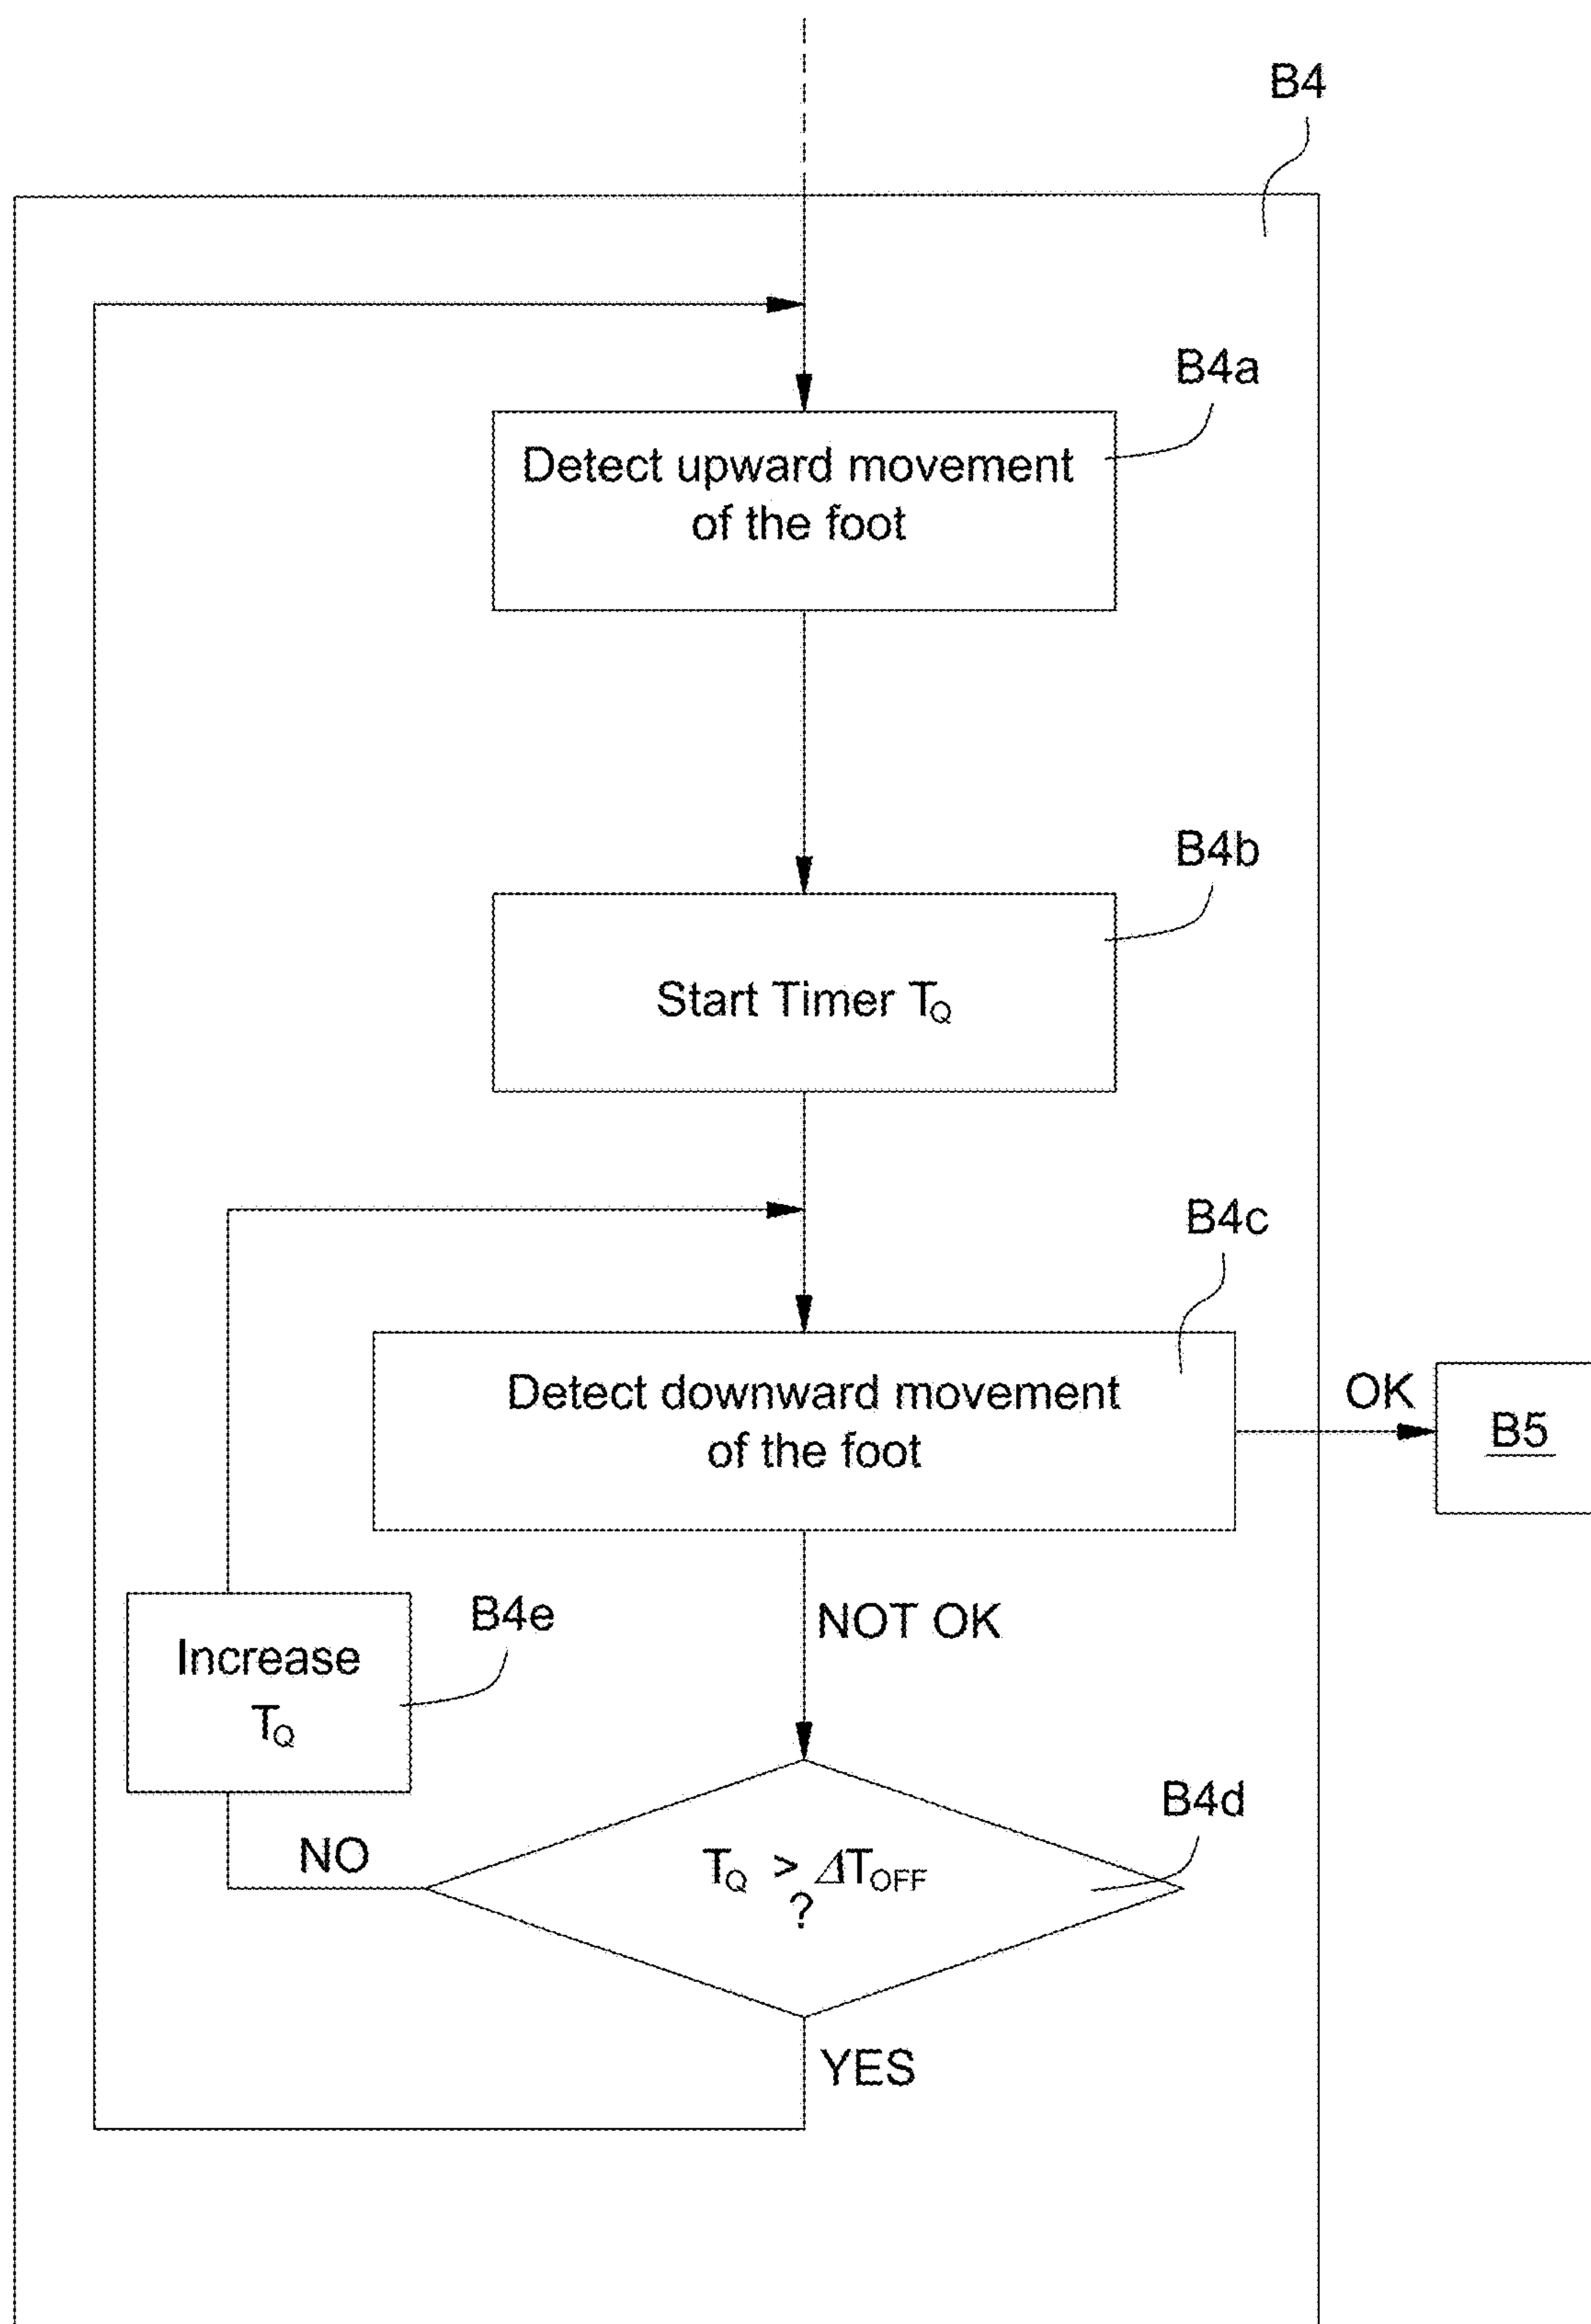 B4
B4a
Detect upward movement
of the foot
B4b
Start Timer TQ
B4c
Detect downward movement
of the foot
OK
B5
NOT OK
B4e
Increase
TQ
B4d
NO
TQ > ΔTOFF
?
YES